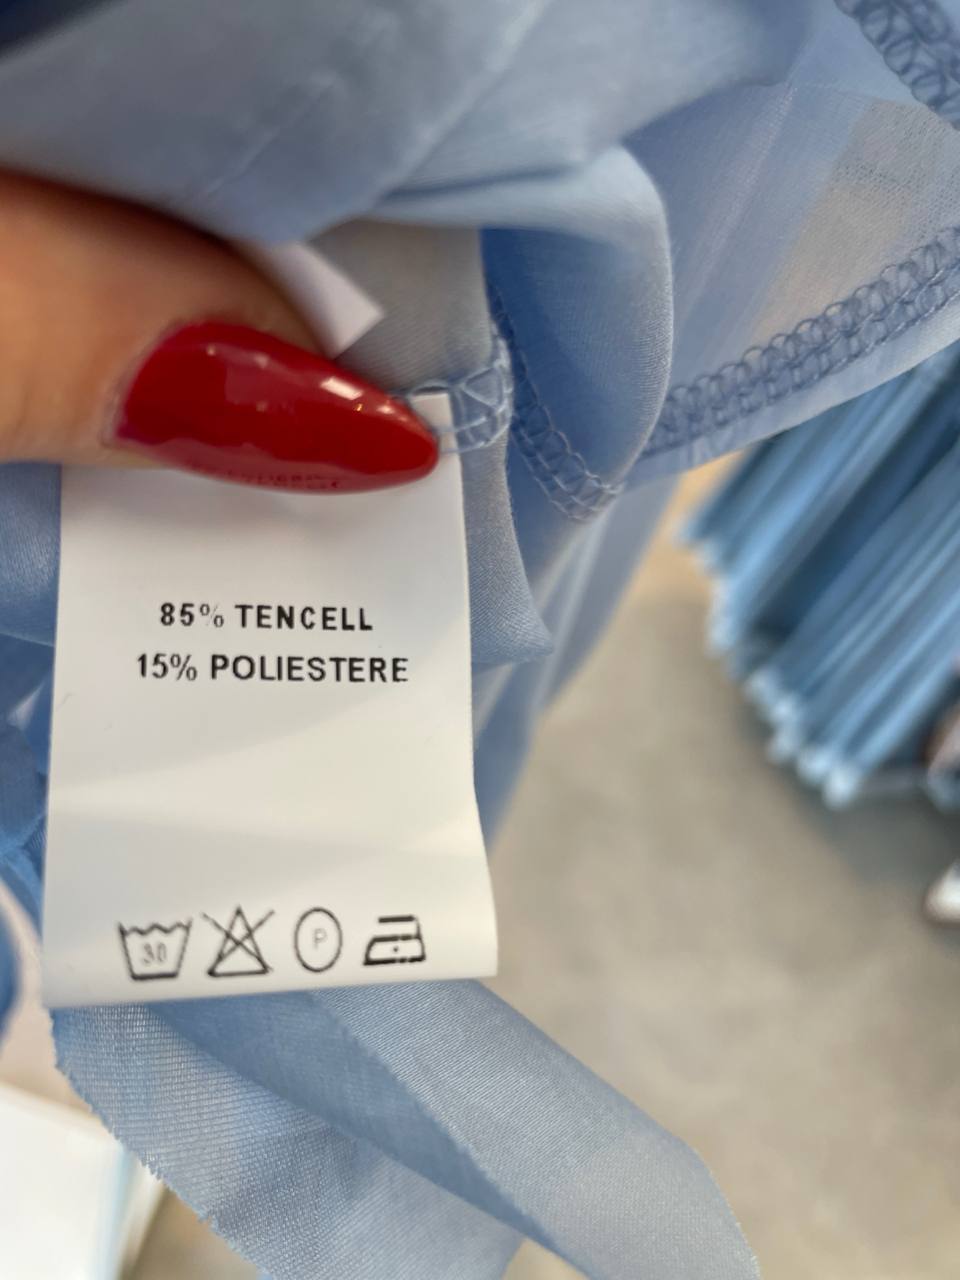 85% TENCELL
15% POLIESTERE
30 P